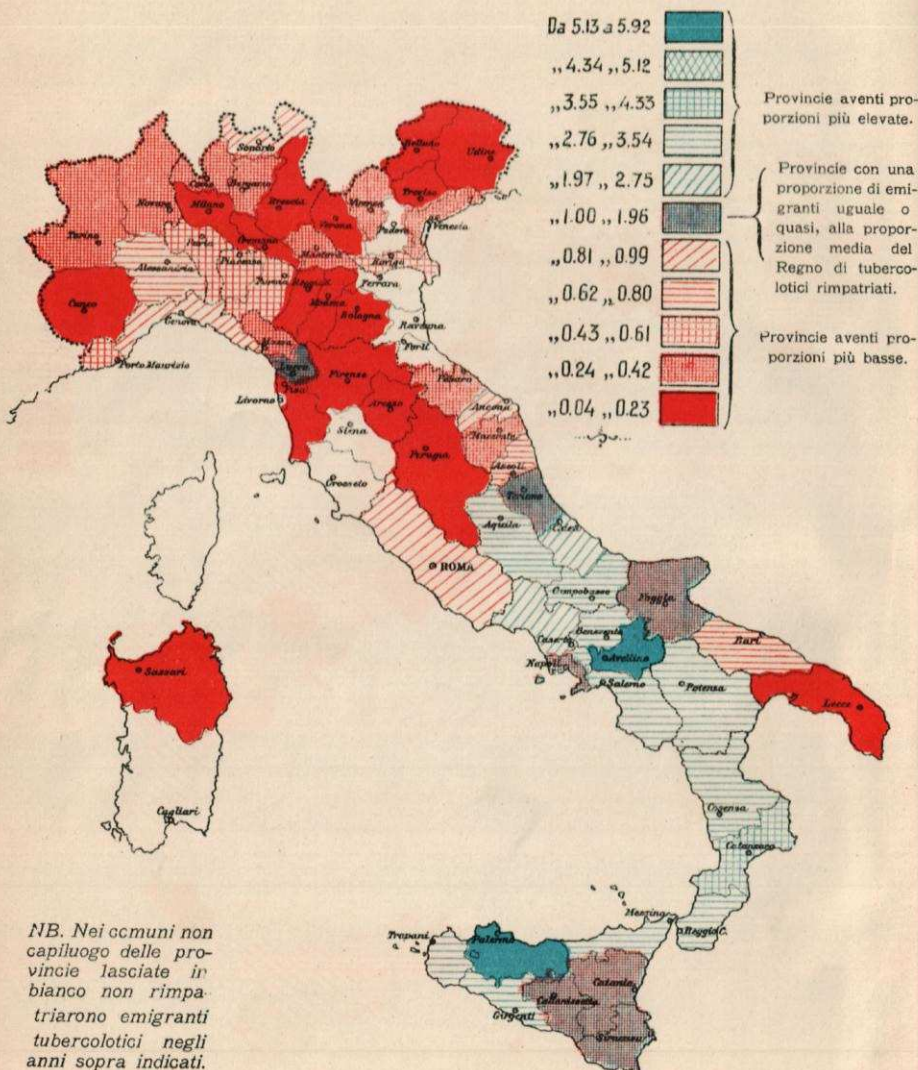 Da 5.13 a 5.92
„ 4.34 „ 5.12
„ 3.55 „ 4.33
„ 2.76 „ 3.54
„ 1.97 „ 2.75
„ 1.00 „ 1.96
„ 0.81 „ 0.99
„ 0.62 „ 0.80
„ 0.43 „ 0.61
„ 0.24 „ 0.42
„ 0.04 „ 0.23
Provincie aventi pro-
porzioni più elevate.
Provincie con una
proporzione di emi-
granti uguale o
quasi, alla propor-
zione media del
Regno di tuberco-
lotici rimpatriati.
Provincie aventi pro-
porzioni più basse.
Sondrio
Belluno
Udine
Como
Bergamo
Treviso
Novara
Milano
Brescia
Verona
Vicenza
Padova
Venezia
Torino
Pavia
Cremona
Mantova
Rovigo
Alessandria
Piacenza
Ferrara
Parma
Reggio
Modena
Cuneo
Genova
Bologna
Ravenna
Forlì
Massa
Lucca
Porto Maurizio
Pisa
Firenze
Pesaro
Livorno
Arezzo
Ancona
Siena
Macerata
Perugia
Ascoli
Grosseto
Teramo
Aquila
Chieti
ROMA
Campobasso
Foggia
Caserta
Benevento
Bari
Napoli
Avellino
Sassari
Salerno
Potenza
Lecce
Cagliari
Cosenza
Catanzaro
Messina
Reggio C.
Trapani
Palermo
Catania
Caltanissetta
Girgenti
Siracusa
NB. Nei comuni non
capiluogo delle pro-
vincie lasciate in
bianco non rimpa-
triarono emigranti
tubercolotici negli
anni sopra indicati.